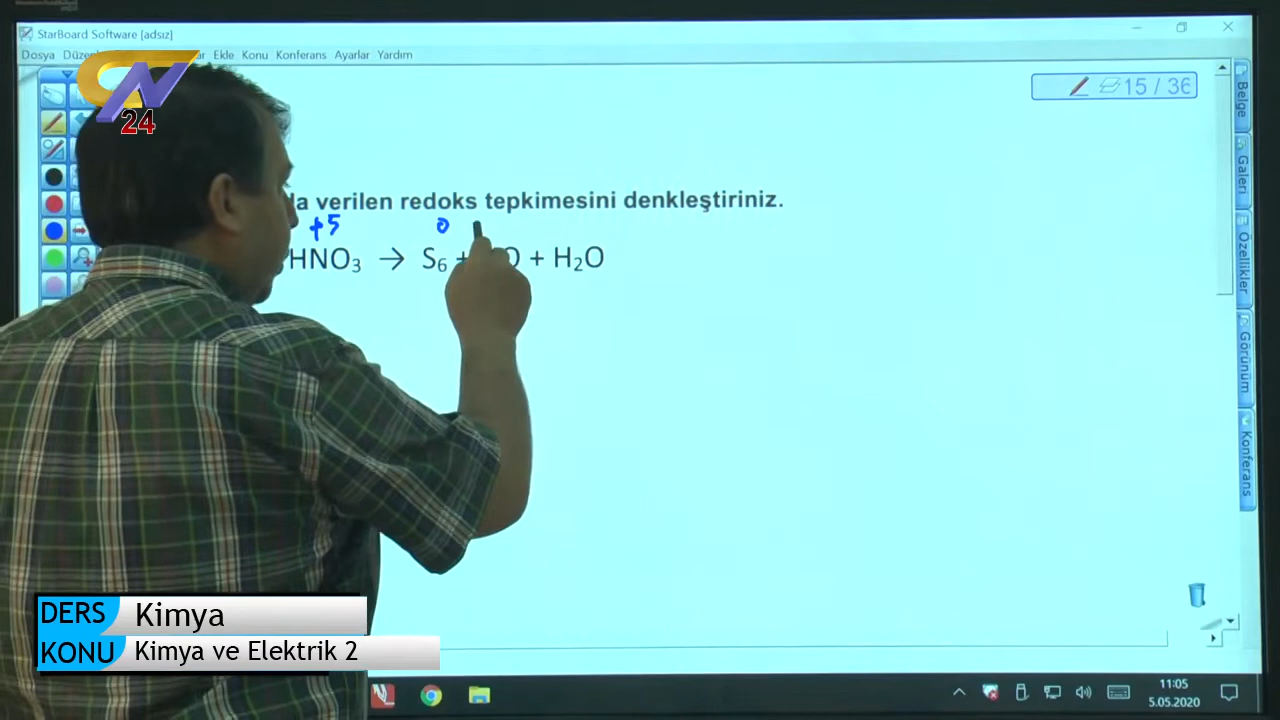 StarBoard Software [adsız]
Dosya Ekle Konu Konferans Ayarlar Yardım
CN
24
15 / 36
Belge
Galeri
Özellikler
Görünüm
Konferans
verilen redoks tepkimesini denkleştiriniz.
+5 0
HNO₃ → S₆ + O + H₂O
DERS Kimya
KONU Kimya ve Elektrik 2
11:05
5.05.2020